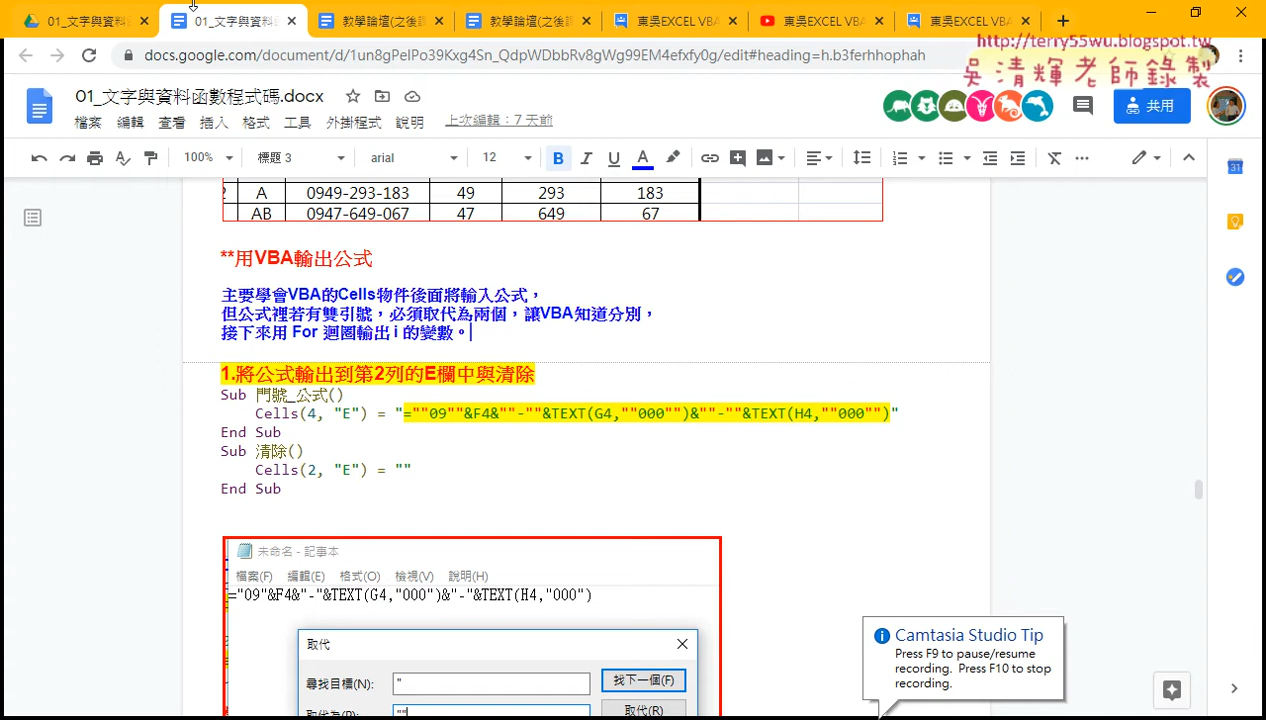 01_文字與資料
01_文字與資料
教學論壇(之後
教學論壇(之後
東吳EXCEL VBA
東吳EXCEL VBA
東吳EXCEL VBA
docs.google.com/document/d/1un8gPeIPo39Kxg4Sn_QdpWDbbRv8gWg99EM4efxfy0g/edit#heading=h.b3ferhhophah
http://terry55wu.blogspot.tw
吳清輝老師錄製
01_文字與資料函數程式碼.docx
檔案 編輯 查看 插入 格式 工具 外掛程式 說明 上次編輯：7 天前
共用
100% 標題 3 arial 12 B I U A
A 0949-293-183 49 293 183
AB 0947-649-067 47 649 67
**用VBA輸出公式
主要學會VBA的Cells物件後面將輸入公式，
但公式裡若有雙引號，必須取代為兩個，讓VBA知道分別，
接下來用 For 迴圈輸出 i 的變數。
1.將公式輸出到第2列的E欄中與清除
Sub 門號_公式()
Cells(4, "E") = "=""09""&F4&""-""&TEXT(G4,""000"")&""-""&TEXT(H4,""000"")"
End Sub
Sub 清除()
Cells(2, "E") = ""
End Sub
未命名 - 記事本
檔案(F) 編輯(E) 格式(O) 檢視(V) 說明(H)
="09"&F4&"-"&TEXT(G4,"000")&"-"&TEXT(H4,"000")
取代
尋找目標(N): " 找下一個(F)
取代為(P): "" 取代(R)
Camtasia Studio Tip
Press F9 to pause/resume
recording. Press F10 to stop
recording.